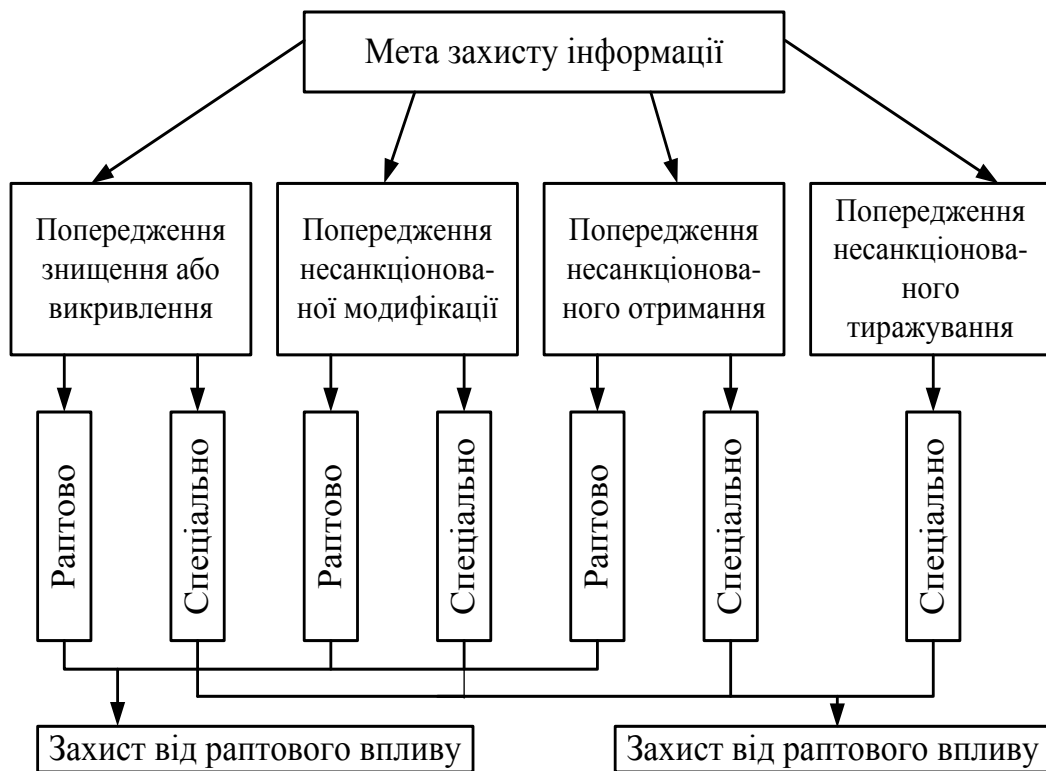 Мета захисту інформації
Попередження
знищення або
викривлення
Попередження
несанкціонова-
ної модифікації
Попередження
несанкціонова-
ного отримання
Попередження
несанкціонова-
ного
тиражування
Раптово
Спеціально
Раптово
Спеціально
Раптово
Спеціально
Спеціально
Захист від раптового впливу
Захист від раптового впливу